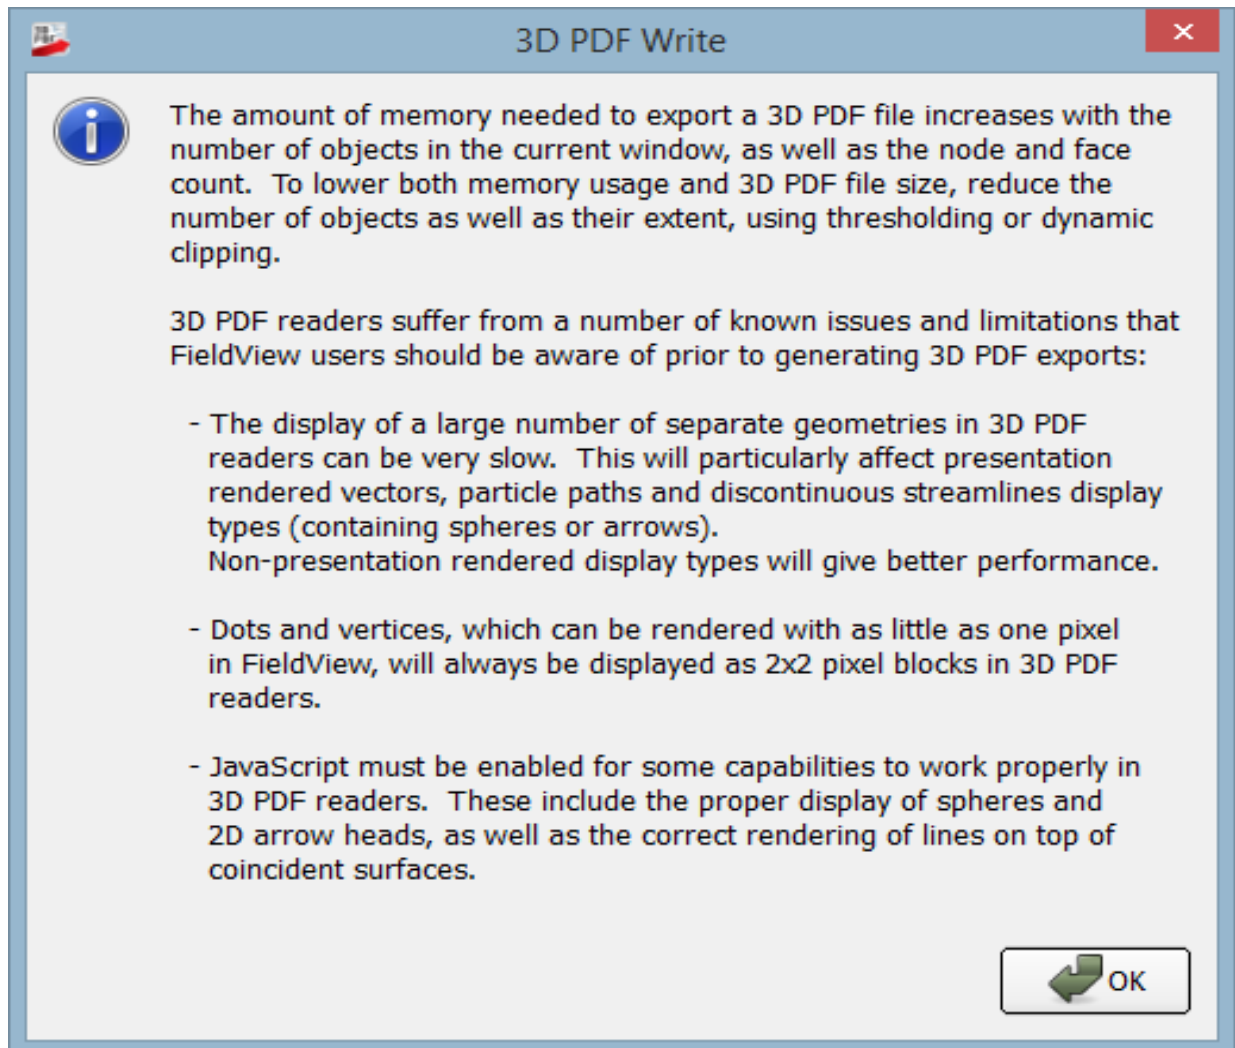 3D PDF Write
The amount of memory needed to export a 3D PDF file increases with the
number of objects in the current window, as well as the node and face
count.  To lower both memory usage and 3D PDF file size, reduce the
number of objects as well as their extent, using thresholding or dynamic
clipping.
3D PDF readers suffer from a number of known issues and limitations that
FieldView users should be aware of prior to generating 3D PDF exports:
- The display of a large number of separate geometries in 3D PDF
readers can be very slow.  This will particularly affect presentation
rendered vectors, particle paths and discontinuous streamlines display
types (containing spheres or arrows).
Non-presentation rendered display types will give better performance.
- Dots and vertices, which can be rendered with as little as one pixel
in FieldView, will always be displayed as 2x2 pixel blocks in 3D PDF
readers.
- JavaScript must be enabled for some capabilities to work properly in
3D PDF readers.  These include the proper display of spheres and
2D arrow heads, as well as the correct rendering of lines on top of
coincident surfaces.
OK